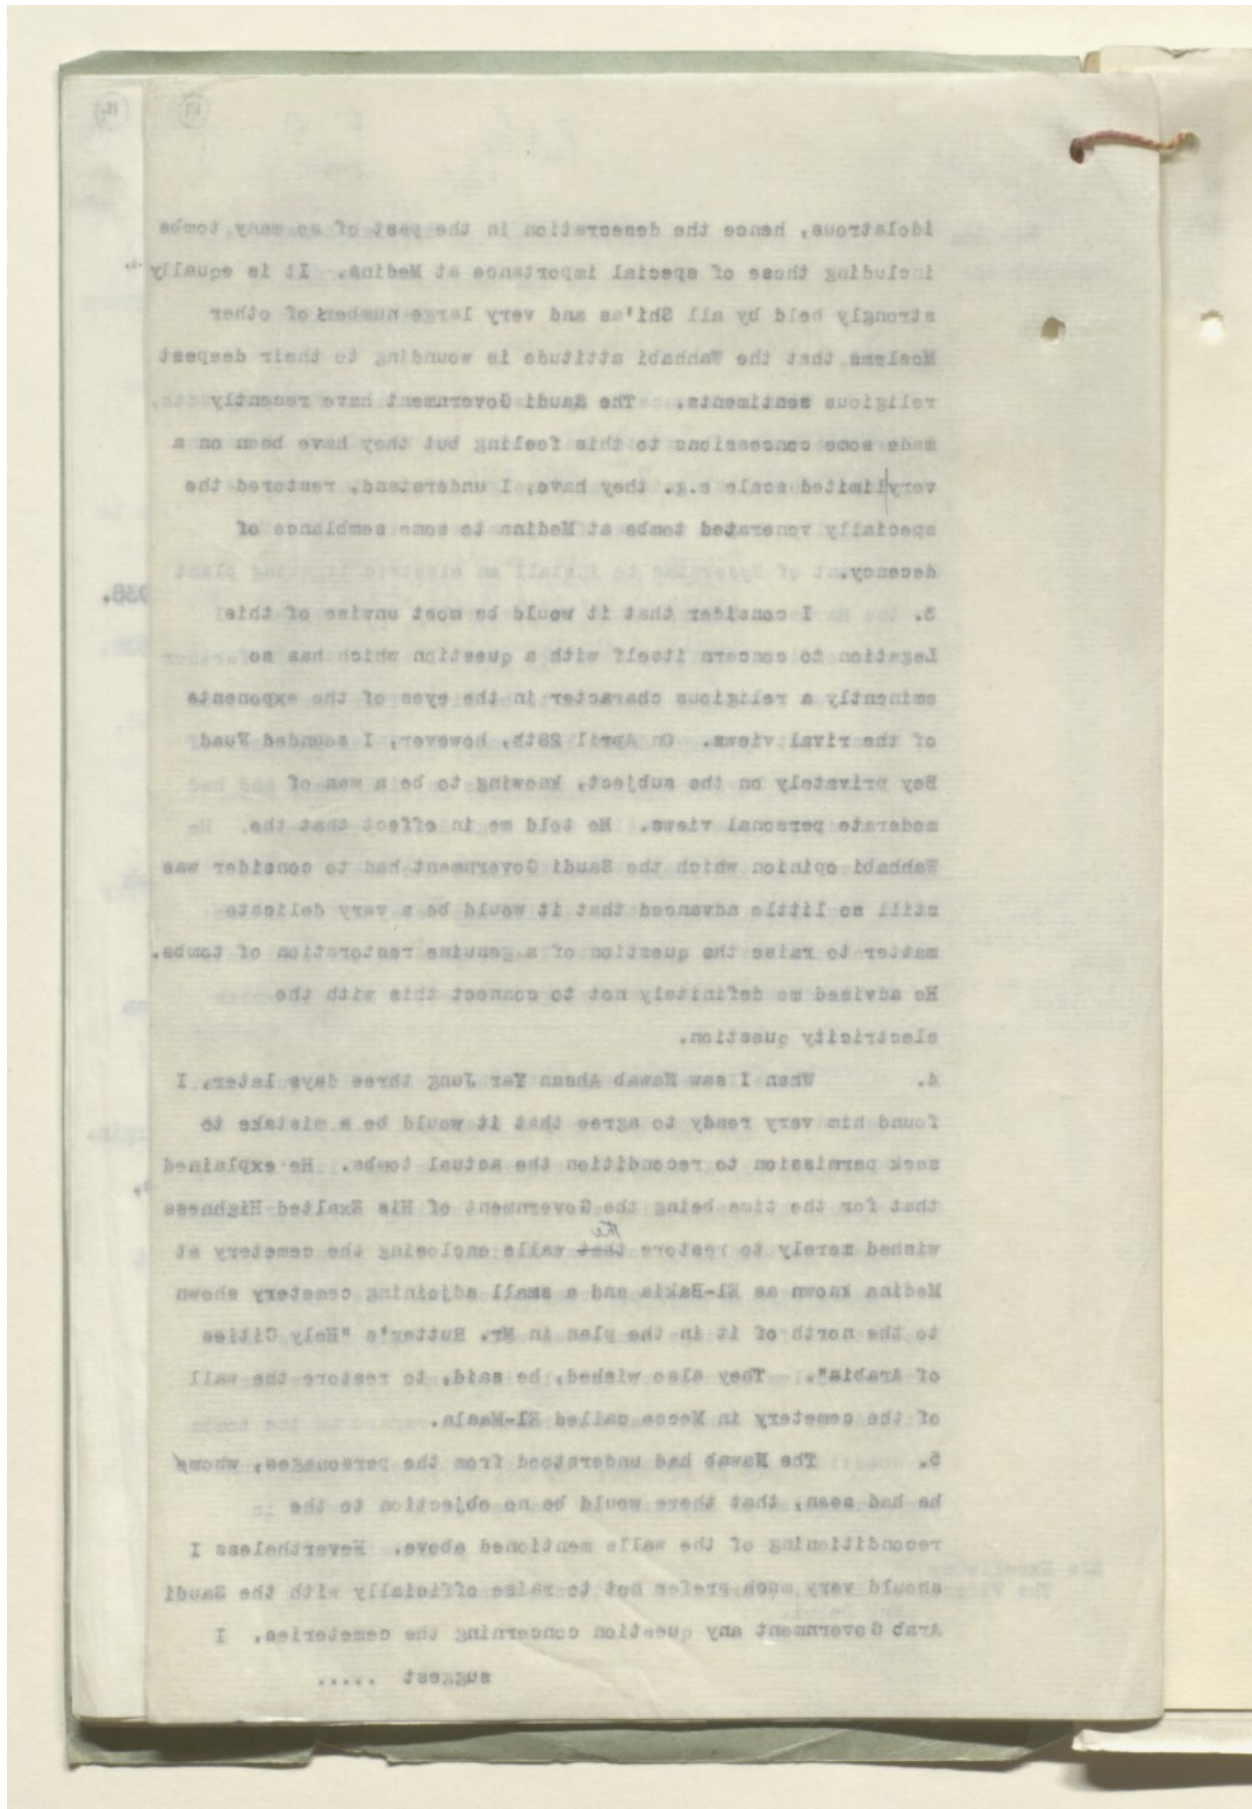 idolatrous, hence the desecration in the past of so many tombs
including those of special importance at Medina. It is equally
strongly held by all Shi'as and very large numbers of other
Moslems that the Wahhabi attitude is wounding to their deepest
religious sentiments. The Saudi Government have recently
made some concessions to this feeling but they have been on a
very limited scale e.g. they have, I understand, restored the
specially venerated tombs at Medina to some semblance of
decency.
3. I consider that it would be most unwise of this
Legation to concern itself with a question which has so
eminently a religious character in the eyes of the exponents
of the rival views. On April 28th, however, I sounded Fuad
Bey privately on the subject, knowing to be a man of
moderate personal views. He told me in effect that the
Wahhabi opinion which the Saudi Government had to consider was
still so little advanced that it would be a very delicate
matter to raise the question of a genuine restoration of tombs.
He advised me definitely not to connect this with the
electricity question.
4. When I saw Nawab Ahsan Yar Jung three days later, I
found him very ready to agree that it would be a mistake to
seek permission to recondition the actual tombs. He explained
that for the time being the Government of His Exalted Highness
wished merely to restore that the walls enclosing the cemetery at
Medina known as El-Bakia and a small adjoining cemetery shown
to the north of it in the plan in Mr. Rutter's "Holy Cities
of Arabia". They also wished, he said, to restore the wall
of the cemetery in Mecca called El-Maala.
5. The Nawab had understood from the personages, whom
he had seen, that there would be no objection to the
reconditioning of the walls mentioned above. Nevertheless I
should very much prefer not to raise officially with the Saudi
Arab Government any question concerning the cemeteries. I
suggest .....